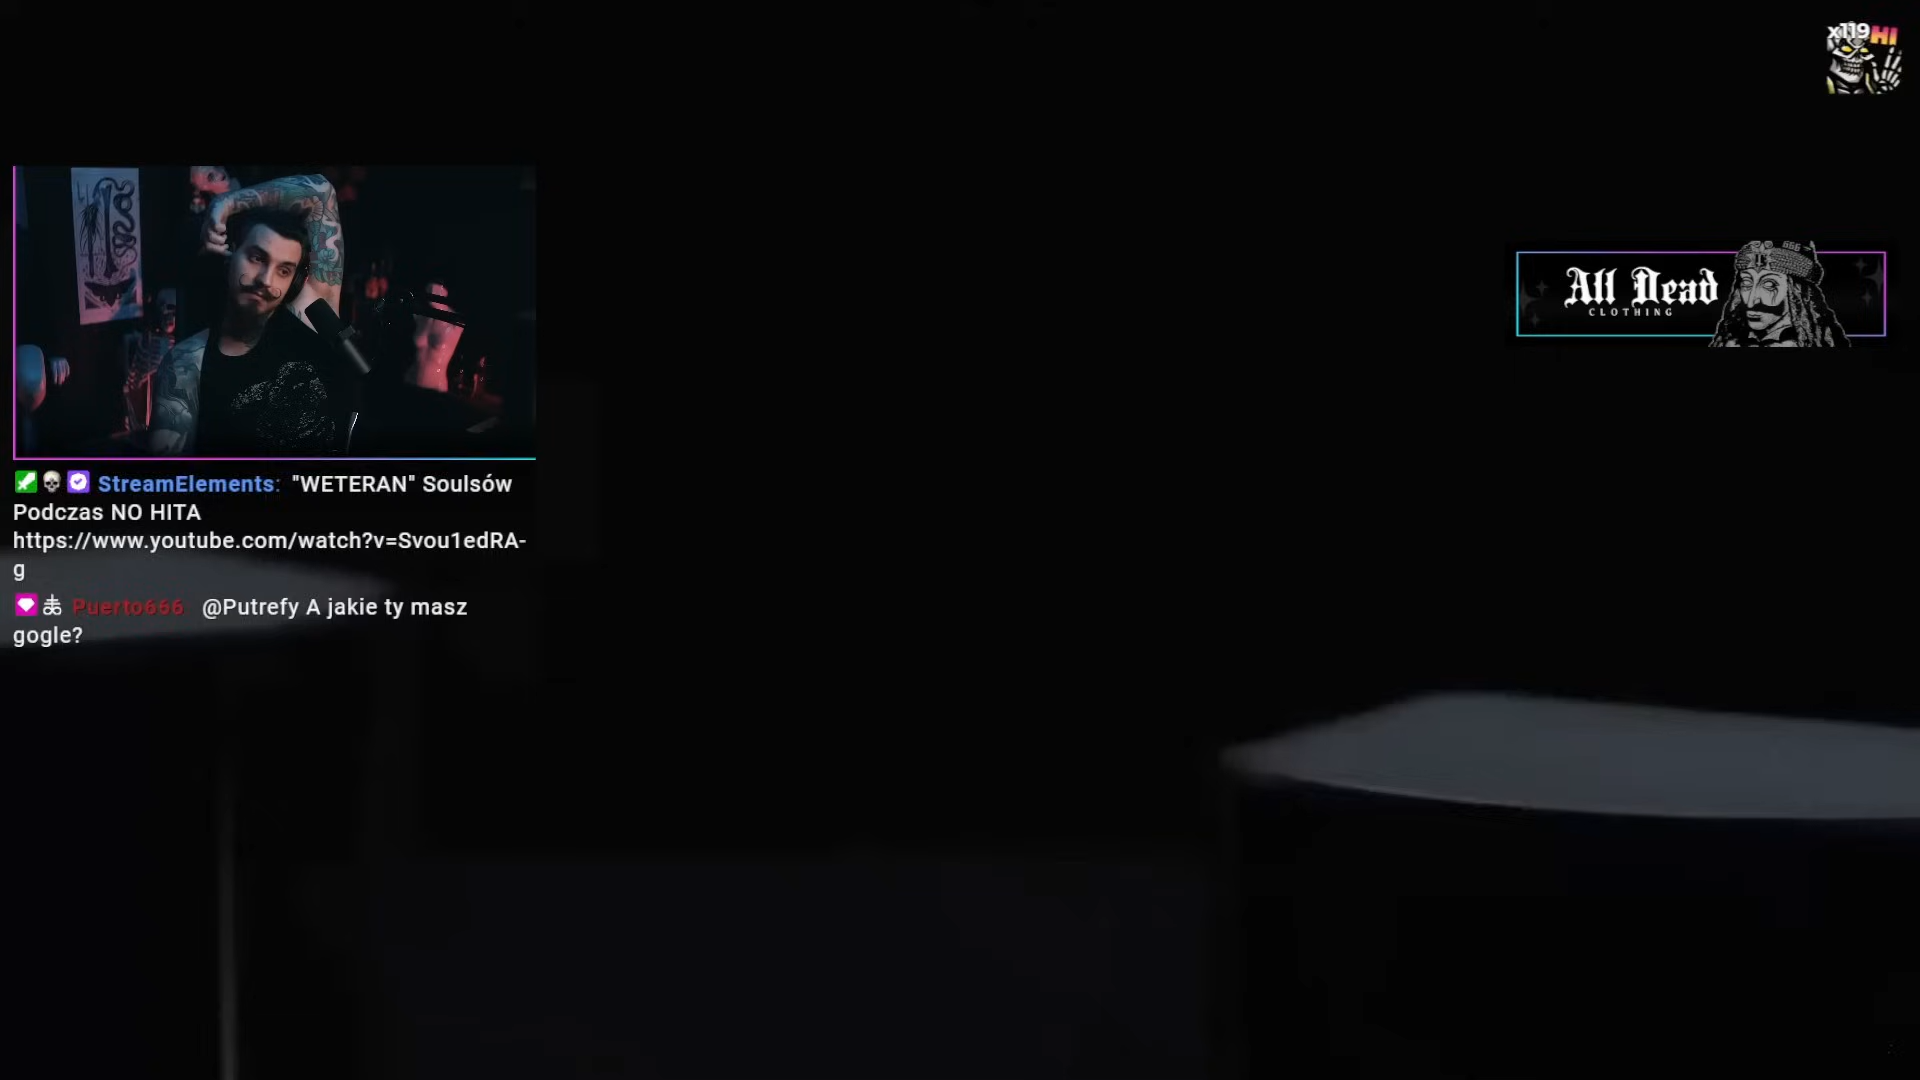 x119 HI
All Dead
CLOTHING
666
StreamElements: "WETERAN" Soulsów
Podczas NO HITA
https://www.youtube.com/watch?v=Svou1edRA-
g
Puerto666 @Putrefy A jakie ty masz
gogle?